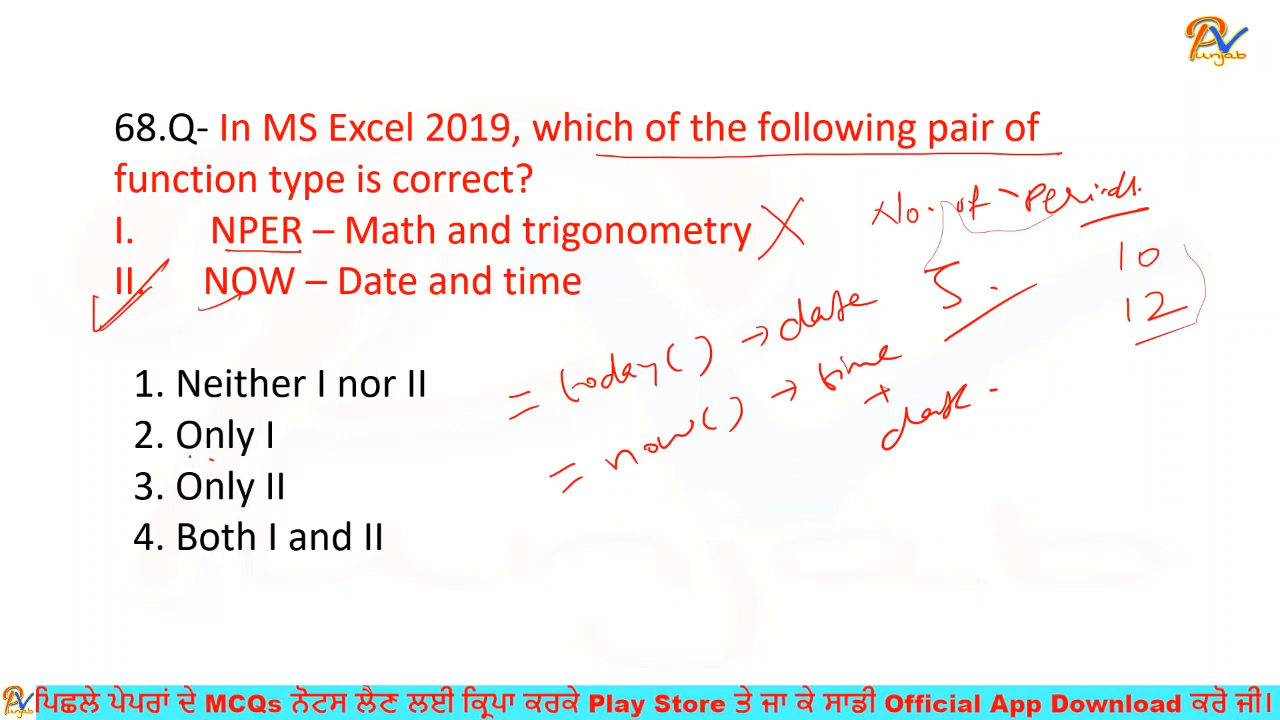 PV
Punjab
68.Q- In MS Excel 2019, which of the following pair of
function type is correct?
I. NPER – Math and trigonometry
No. of Periods.
II. NOW – Date and time
5.
10
12
= today() → date
= now() → time
+
date.
1. Neither I nor II
2. Only I
3. Only II
4. Both I and II
ਪਿਛਲੇ ਪੇਪਰਾਂ ਦੇ MCQs ਨੋਟਸ ਲੈਣ ਲਈ ਕ੍ਰਿਪਾ ਕਰਕੇ Play Store ਤੇ ਜਾ ਕੇ ਸਾਡੀ Official App Download ਕਰੋ ਜੀ।